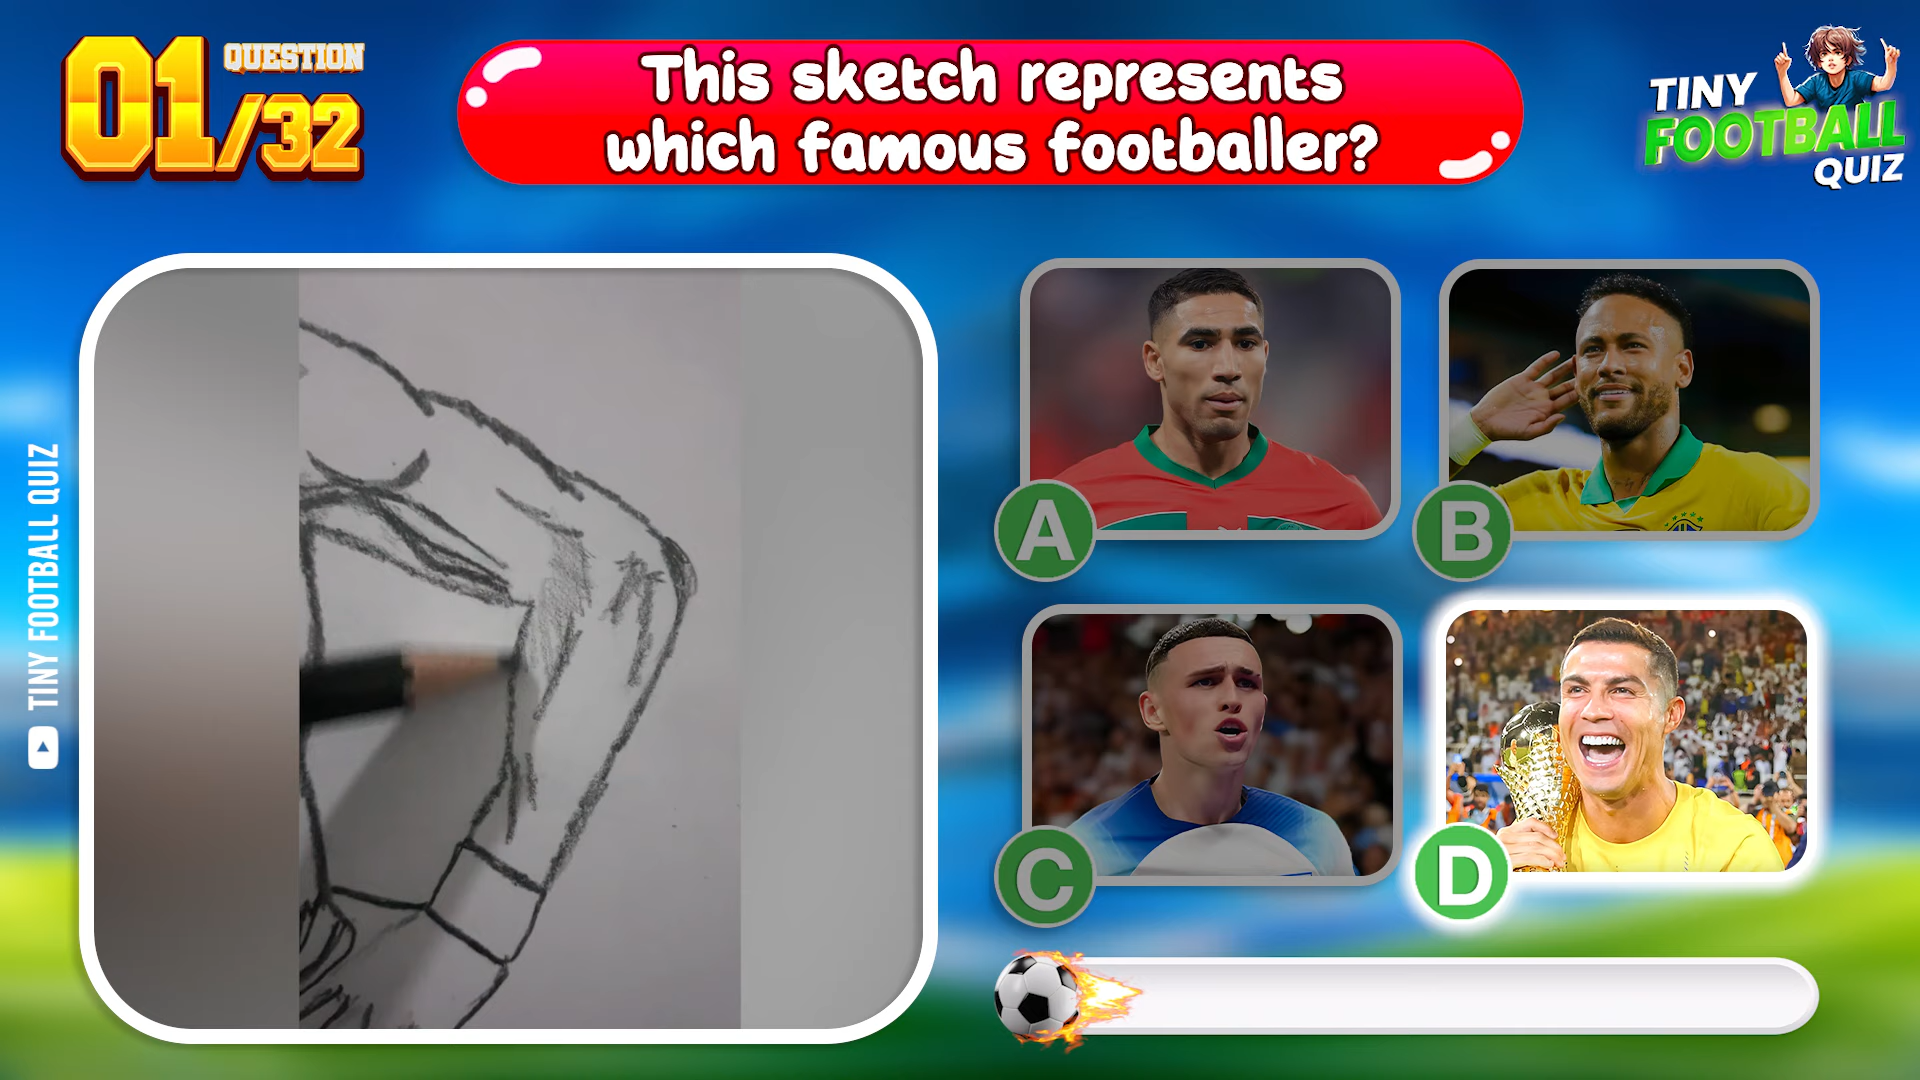 01/32 QUESTION
This sketch represents
which famous footballer?
TINY
FOOTBALL
QUIZ
TINY FOOTBALL QUIZ
A
B
C
D